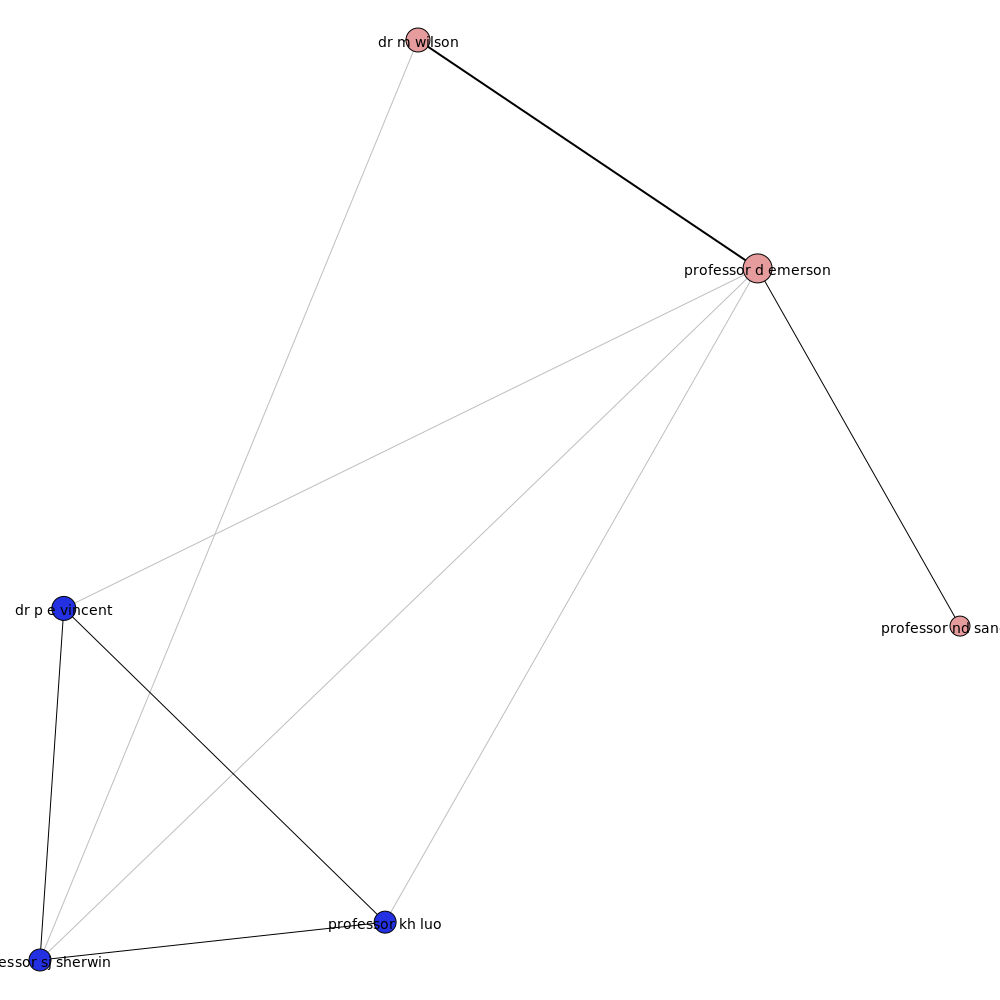 dr m wilson
professor d emerson
dr p e vincent
professor nd san
professor kh luo
essor sj sherwin